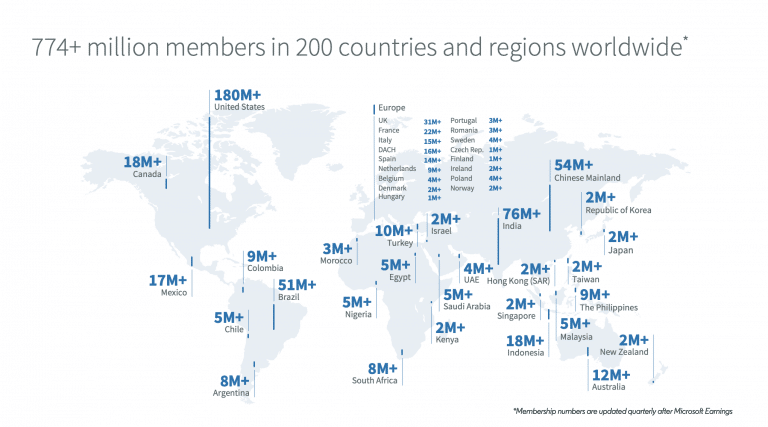 774+ million members in 200 countries and regions worldwide*
180M+
United States
Europe
UK 31M+ Portugal 3M+
France 22M+ Romania 3M+
Italy 15M+ Sweden 4M+
DACH 16M+ Czech Rep. 1M+
Spain 14M+ Finland 1M+
Netherlands 9M+ Ireland 2M+
Belgium 4M+ Poland 4M+
Denmark 2M+ Norway 2M+
Hungary 1M+
18M+
Canada
54M+
Chinese Mainland
2M+
Republic of Korea
76M+
India
2M+
Israel
10M+
Turkey
2M+
Japan
3M+
Morocco
9M+
Colombia
5M+
Egypt
4M+
UAE
2M+
Hong Kong (SAR)
2M+
Taiwan
17M+
Mexico
51M+
Brazil
5M+
Nigeria
5M+
Saudi Arabia
2M+
Singapore
9M+
The Philippines
5M+
Chile
2M+
Kenya
18M+
Indonesia
5M+
Malaysia
2M+
New Zealand
8M+
Argentina
8M+
South Africa
12M+
Australia
*Membership numbers are updated quarterly after Microsoft Earnings